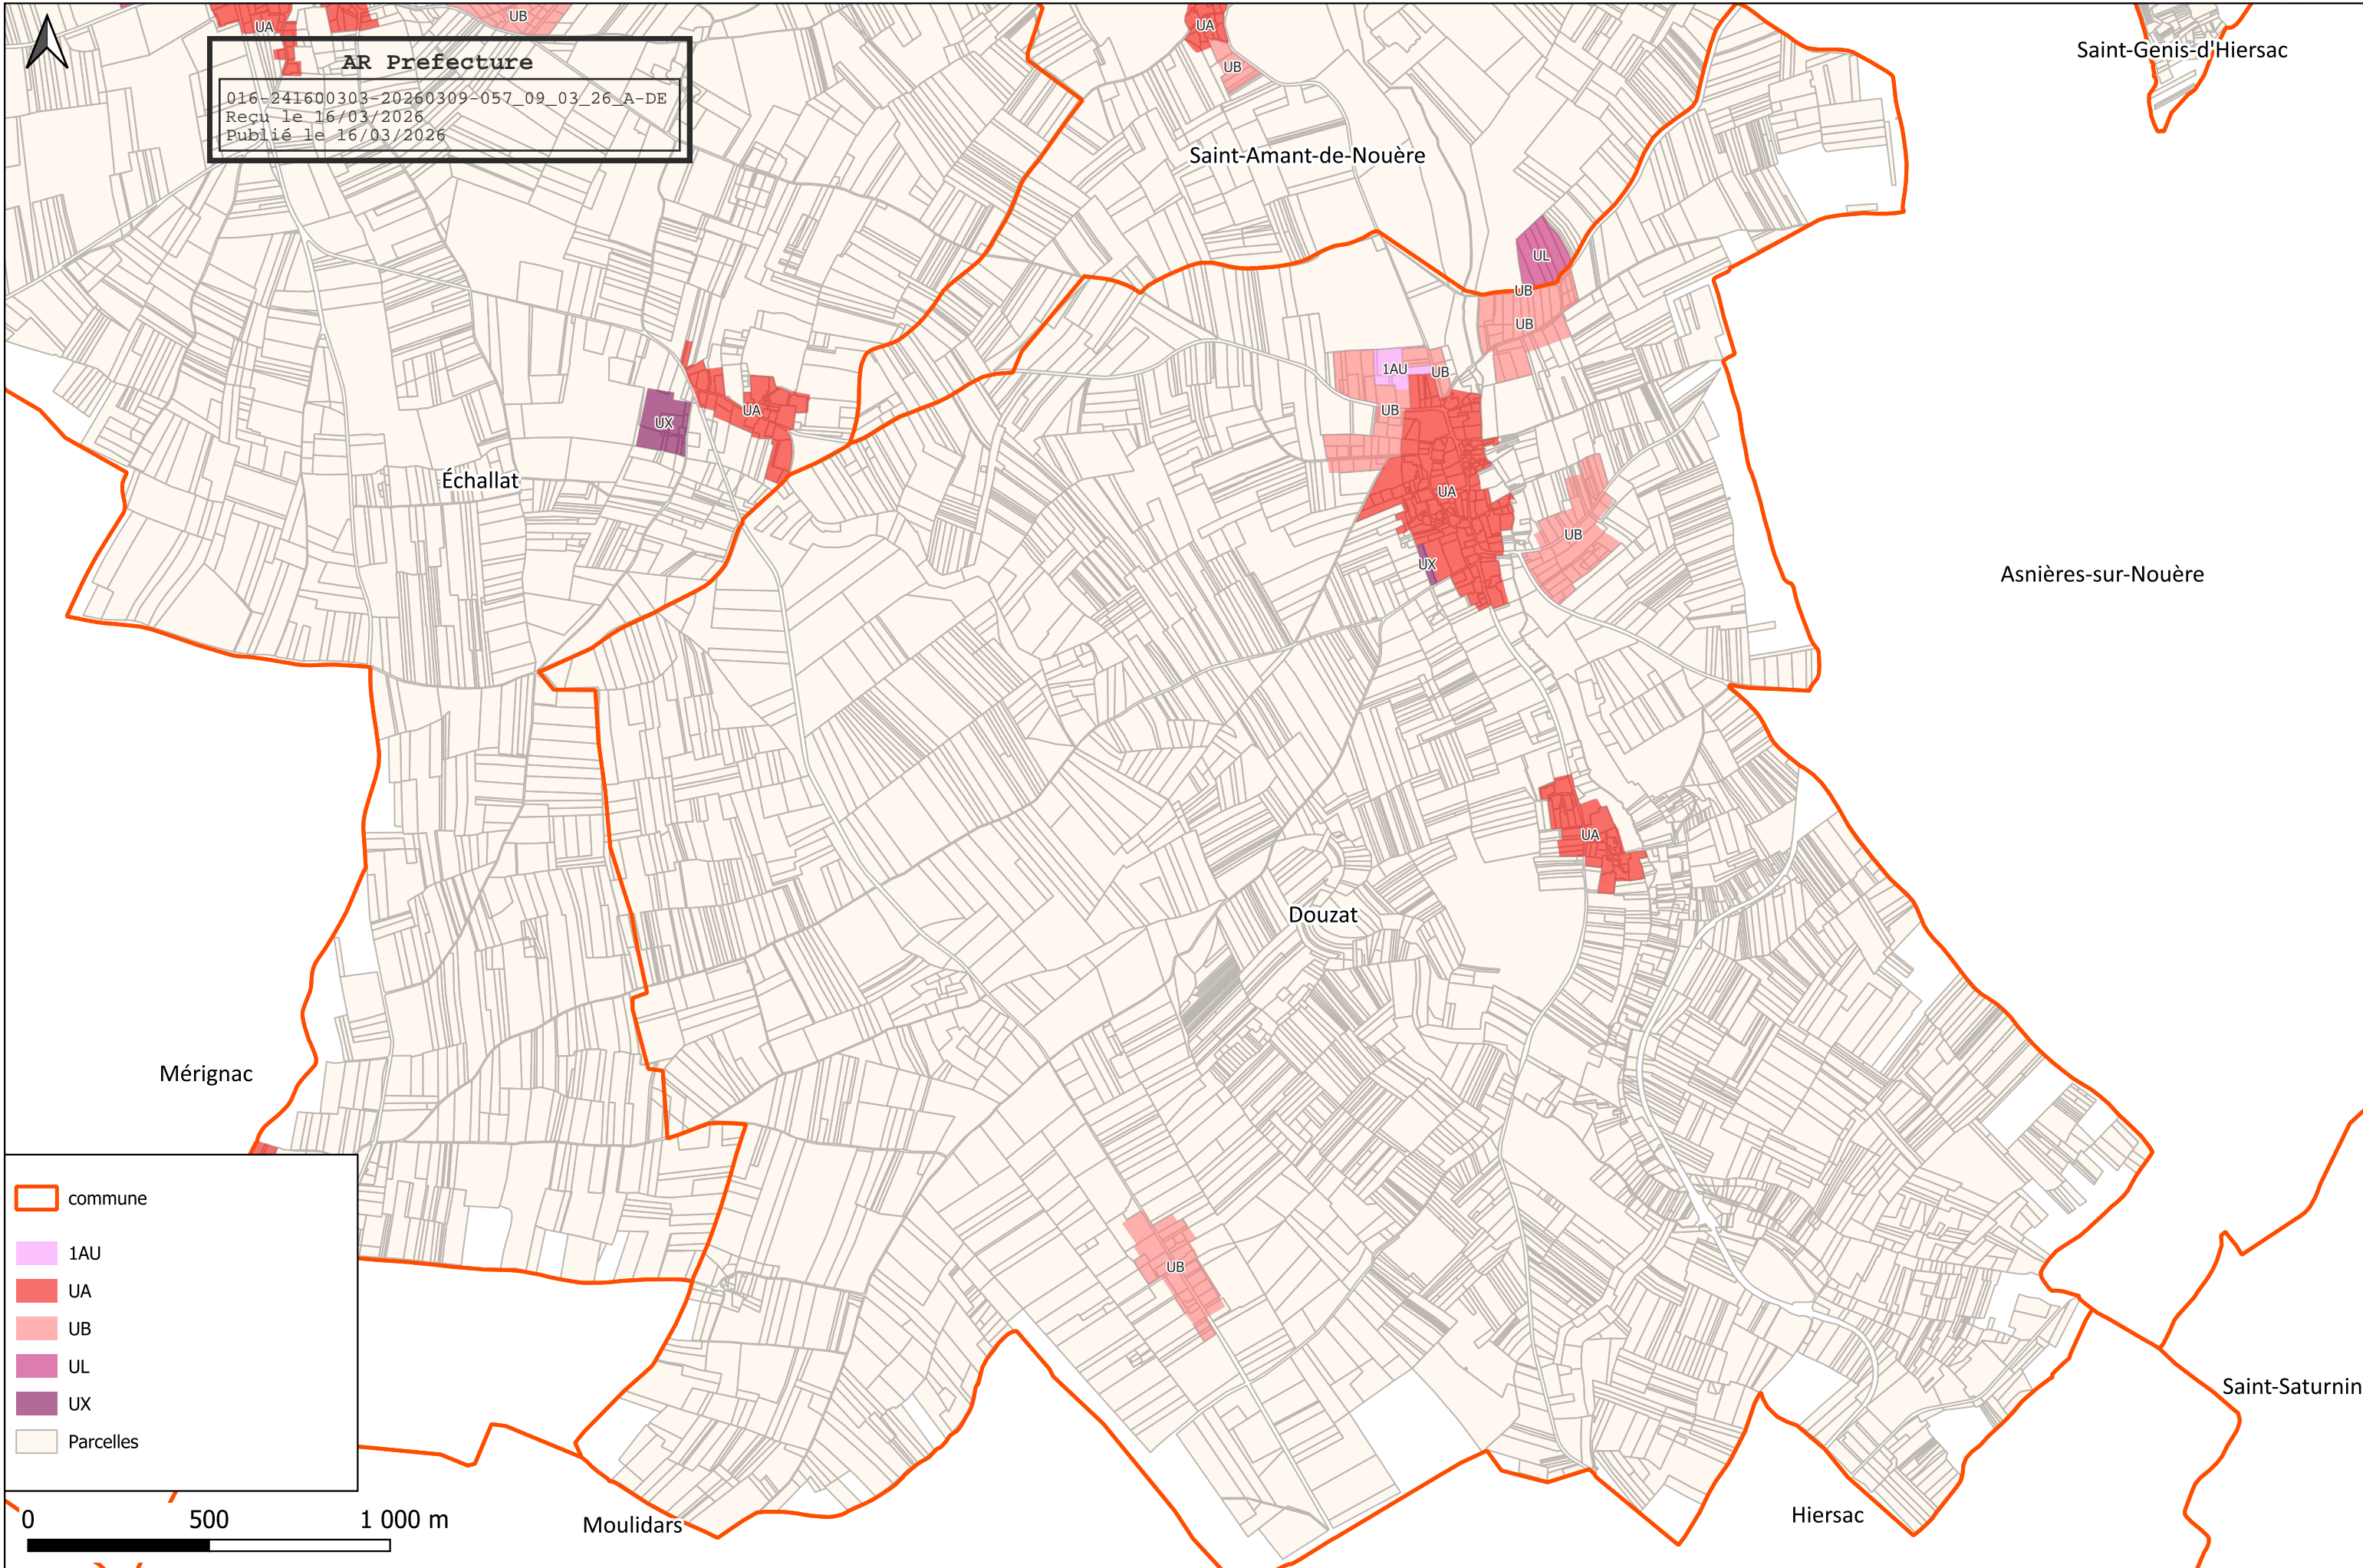 UA
UB
UA
AR Prefecture
016-241600303-20260309-057_09_03_26_A-DE
Reçu le 16/03/2026
Publié le 16/03/2026
Saint-Genis-d'Hiersac
UB
Saint-Amant-de-Nouère
UL
UB
UB
1AU
UB
UB
UA
UX
Échallat
UA
UB
UX
Asnières-sur-Nouère
UA
Douzat
Mérignac
UB
commune
1AU
UA
UB
UL
UX
Parcelles
Saint-Saturnin
Hiersac
Moulidars
0 500 1 000 m